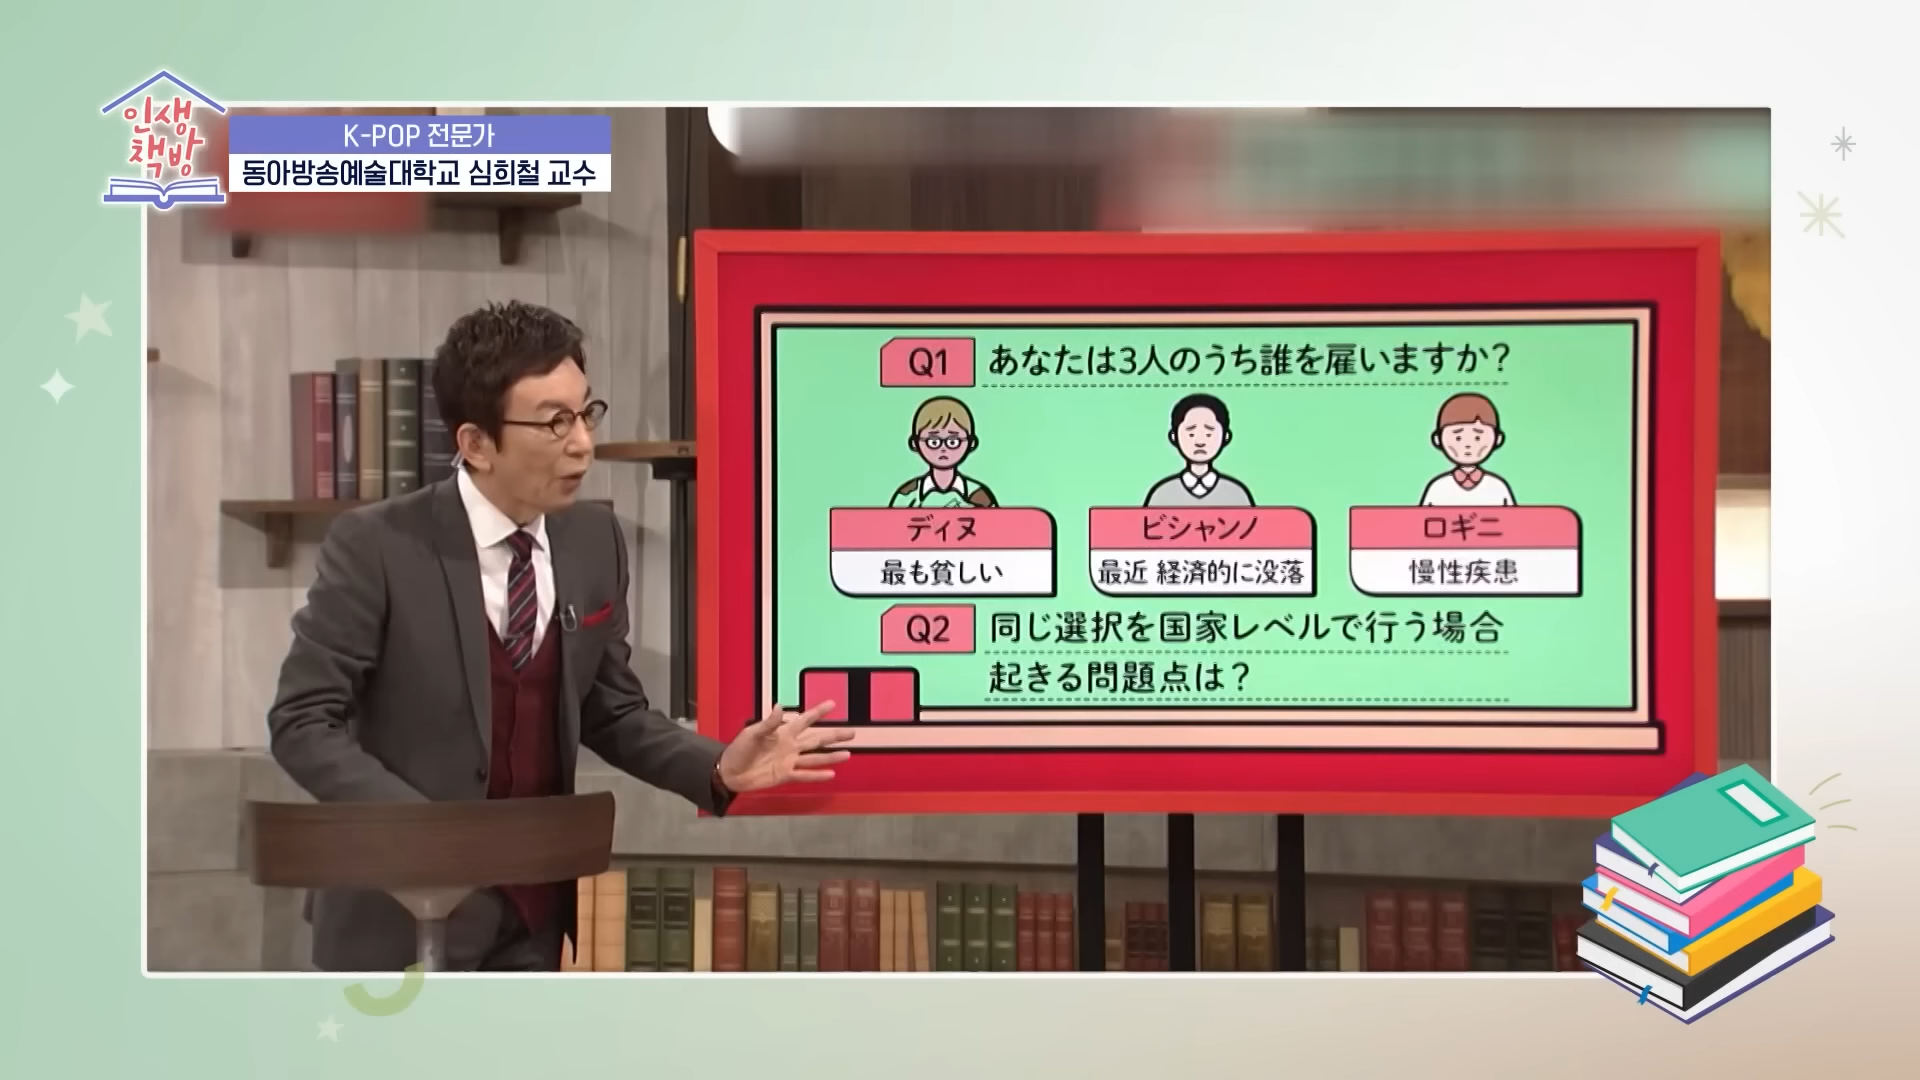 인생
책방
K-POP 전문가
동아방송예술대학교 심희철 교수
Q1 あなたは3人のうち誰を雇いますか?
ディヌ
最も貧しい
ビシャンノ
最近 経済的に没落
ロギニ
慢性疾患
Q2 同じ選択を国家レベルで行う場合
起きる問題点は?